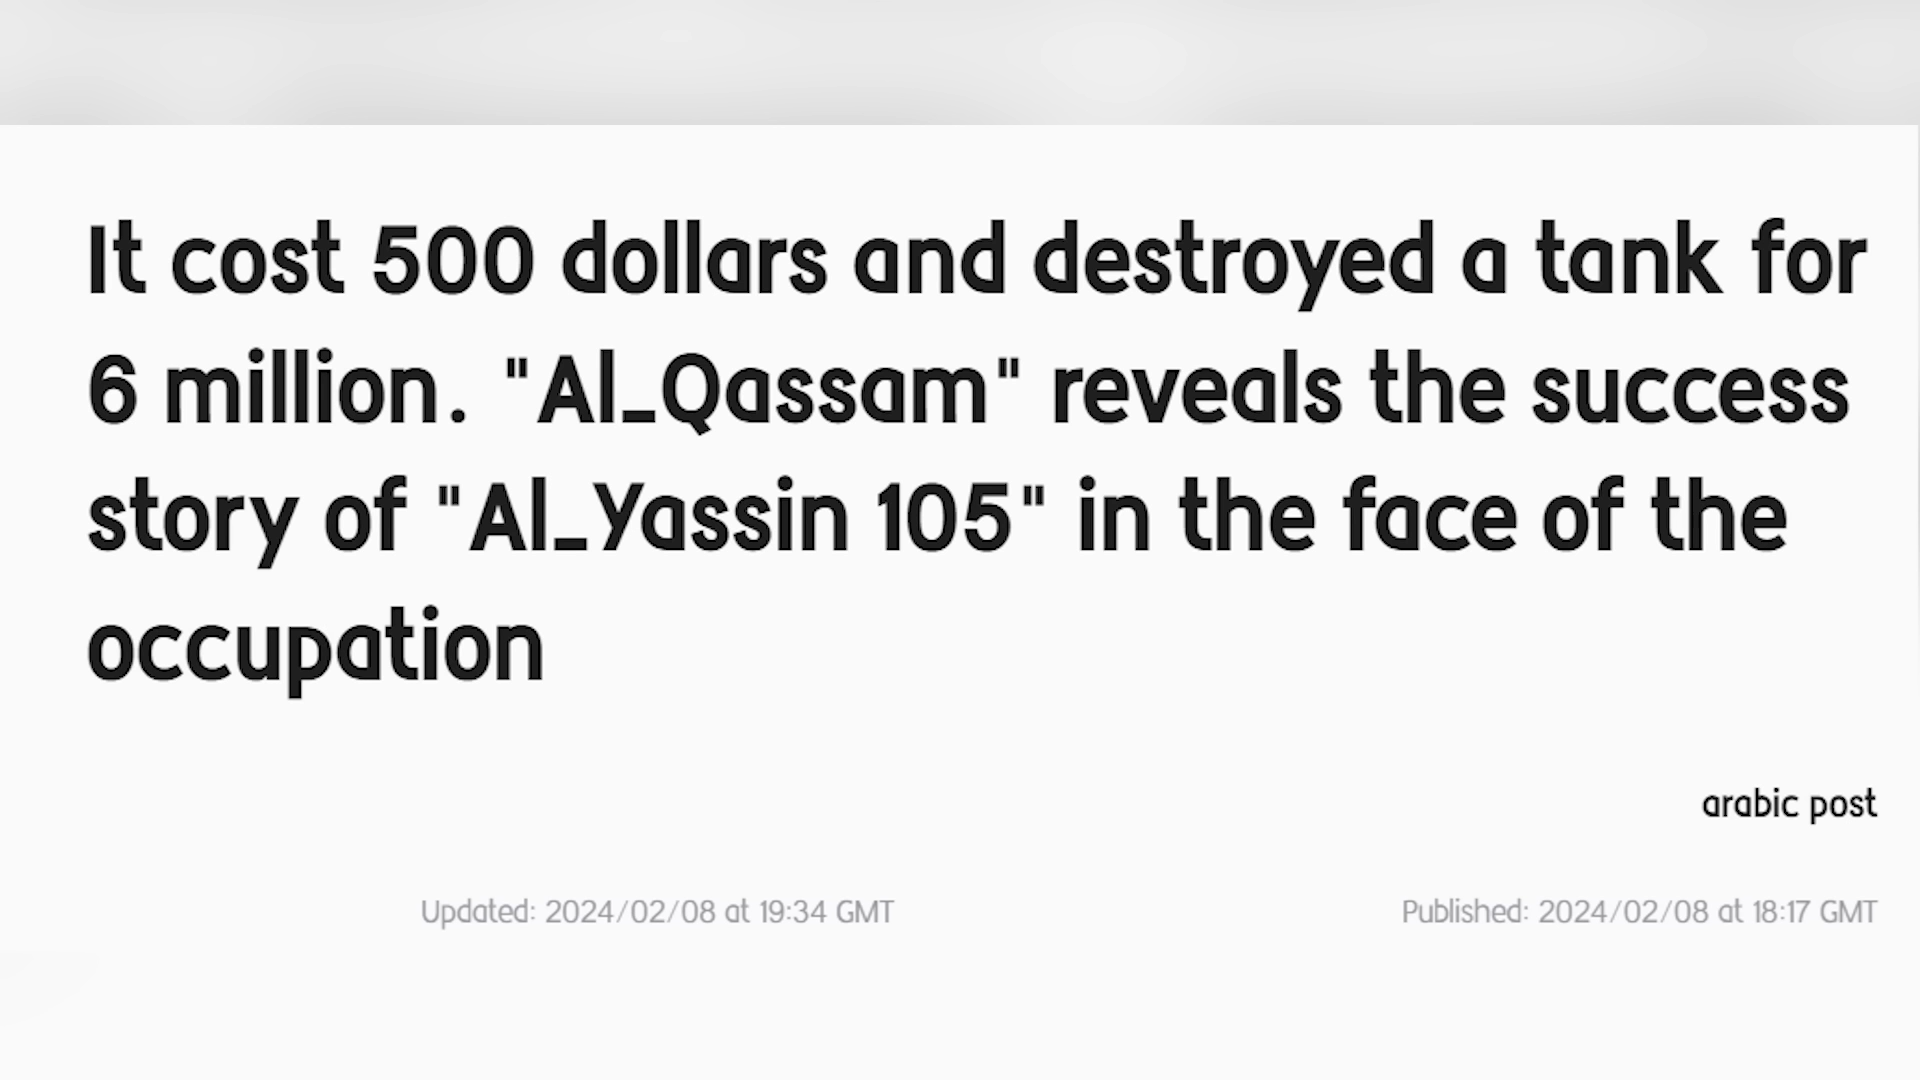 It cost 500 dollars and destroyed a tank for
6 million. "Al_Qassam" reveals the success
story of "Al_Yassin 105" in the face of the
occupation
arabic post
Updated: 2024/02/08 at 19:34 GMT
Published: 2024/02/08 at 18:17 GMT